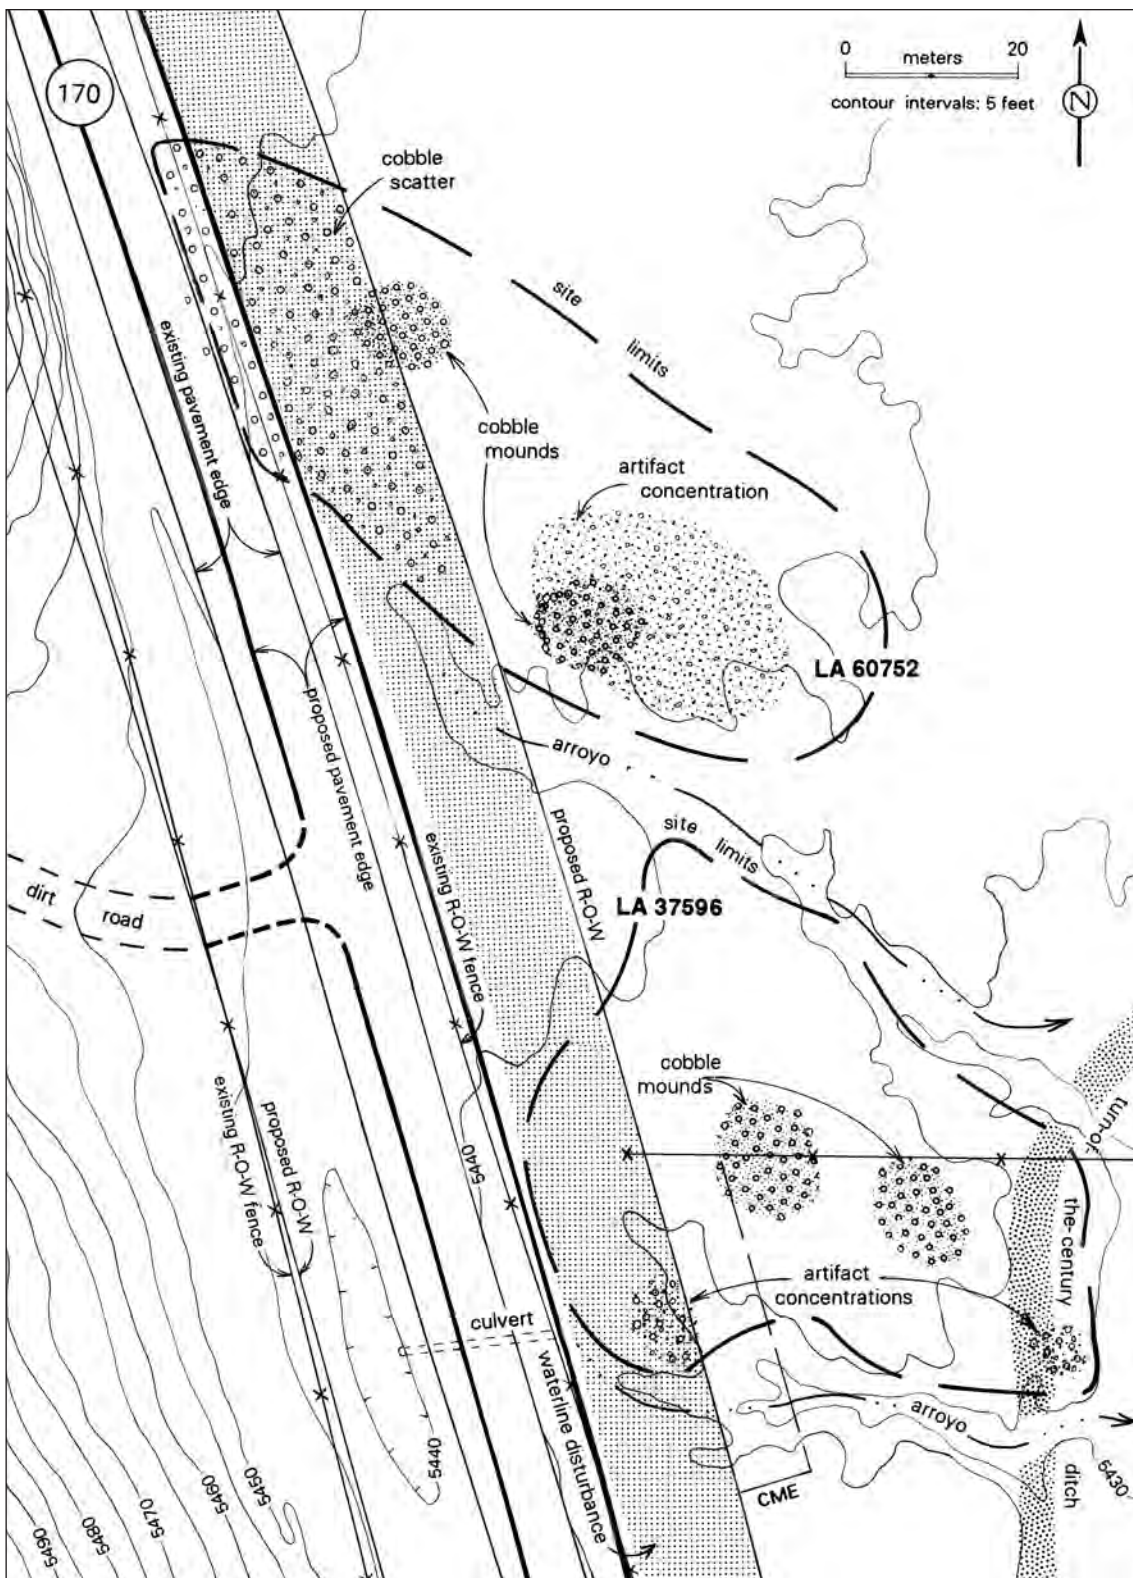 0 20
meters
contour intervals: 5 feet
N
170
cobble
scatter
site
limits
existing pavement edge
cobble
mounds
artifact
concentration
LA 60752
proposed pavement edge
arroyo
site
limits
existing R-O-W fence
proposed R-O-W
LA 37596
dirt road
cobble
mounds
turn-of-
the-century
ditch
existing R-O-W fence
proposed R-O-W
5440
artifact
concentrations
culvert
waterline disturbance
arroyo
5440
CME
5430
5450
5460
5470
5480
5490